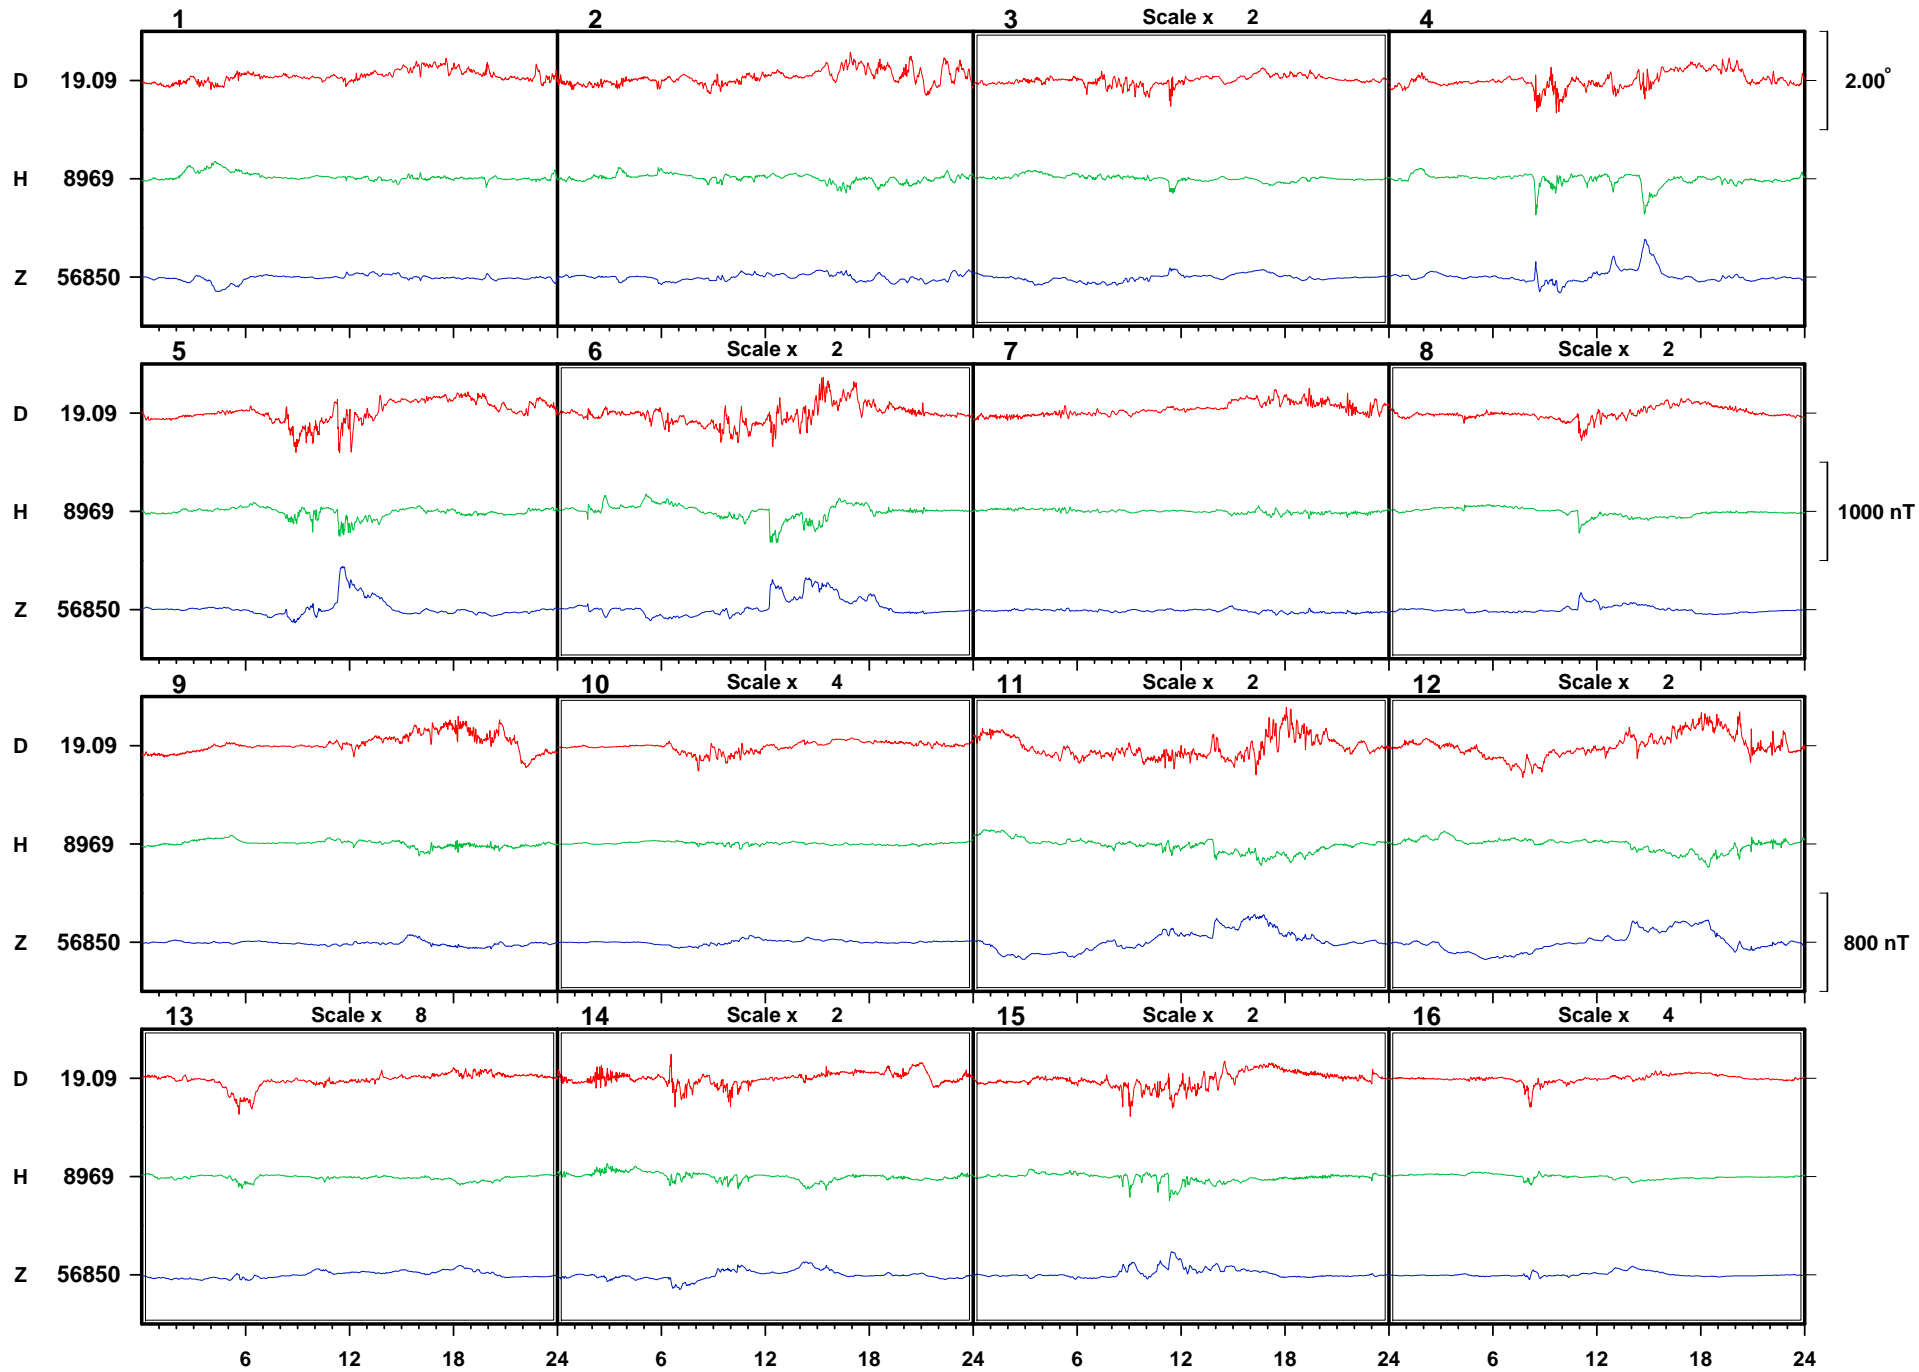 1 2 3 Scale x 2 4
D 19.09 2.00°
H 8969
Z 56850
5 6 Scale x 2 7 8 Scale x 2
D 19.09
H 8969 1000 nT
Z 56850
9 10 Scale x 4 11 Scale x 2 12 Scale x 2
D 19.09
H 8969
Z 56850 800 nT
13 Scale x 8 14 Scale x 2 15 Scale x 2 16 Scale x 4
D 19.09
H 8969
Z 56850
6 12 18 24 6 12 18 24 6 12 18 24 6 12 18 24